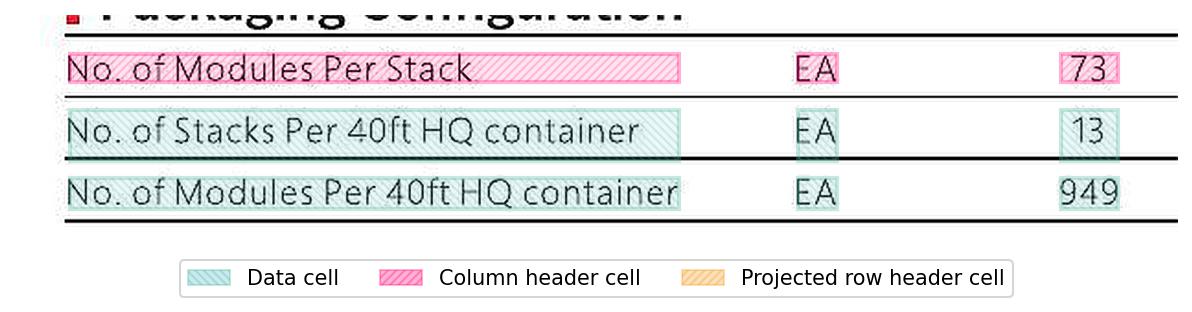 Packaging Configuration
No. of Modules Per Stack EA 73
No. of Stacks Per 40ft HQ container EA 13
No. of Modules Per 40ft HQ container EA 949
Data cell Column header cell Projected row header cell